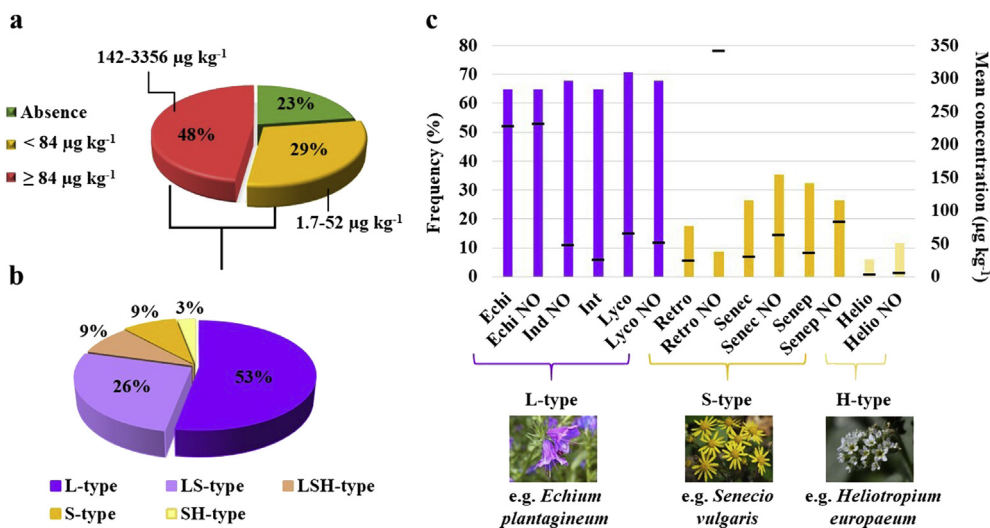 a
142-3356 µg kg-1
Absence
< 84 µg kg-1
≥ 84 µg kg-1
23%
48%
29%
1.7-52 µg kg-1
b
3%
9%
9%
26%
53%
L-type
LS-type
LSH-type
S-type
SH-type
c
Frequency (%)
80
70
60
50
40
30
20
10
0
350
300
250
200
150
100
50
0
Mean concentration (µg kg-1)
Echi
Echi NO
Ind NO
Int
Lyco
Lyco NO
Retro
Retro NO
Senec
Senec NO
Senep
Senep NO
Helio
Helio NO
L-type
S-type
H-type
e.g. Echium
plantagineum
e.g. Senecio
vulgaris
e.g. Heliotropium
europaeum